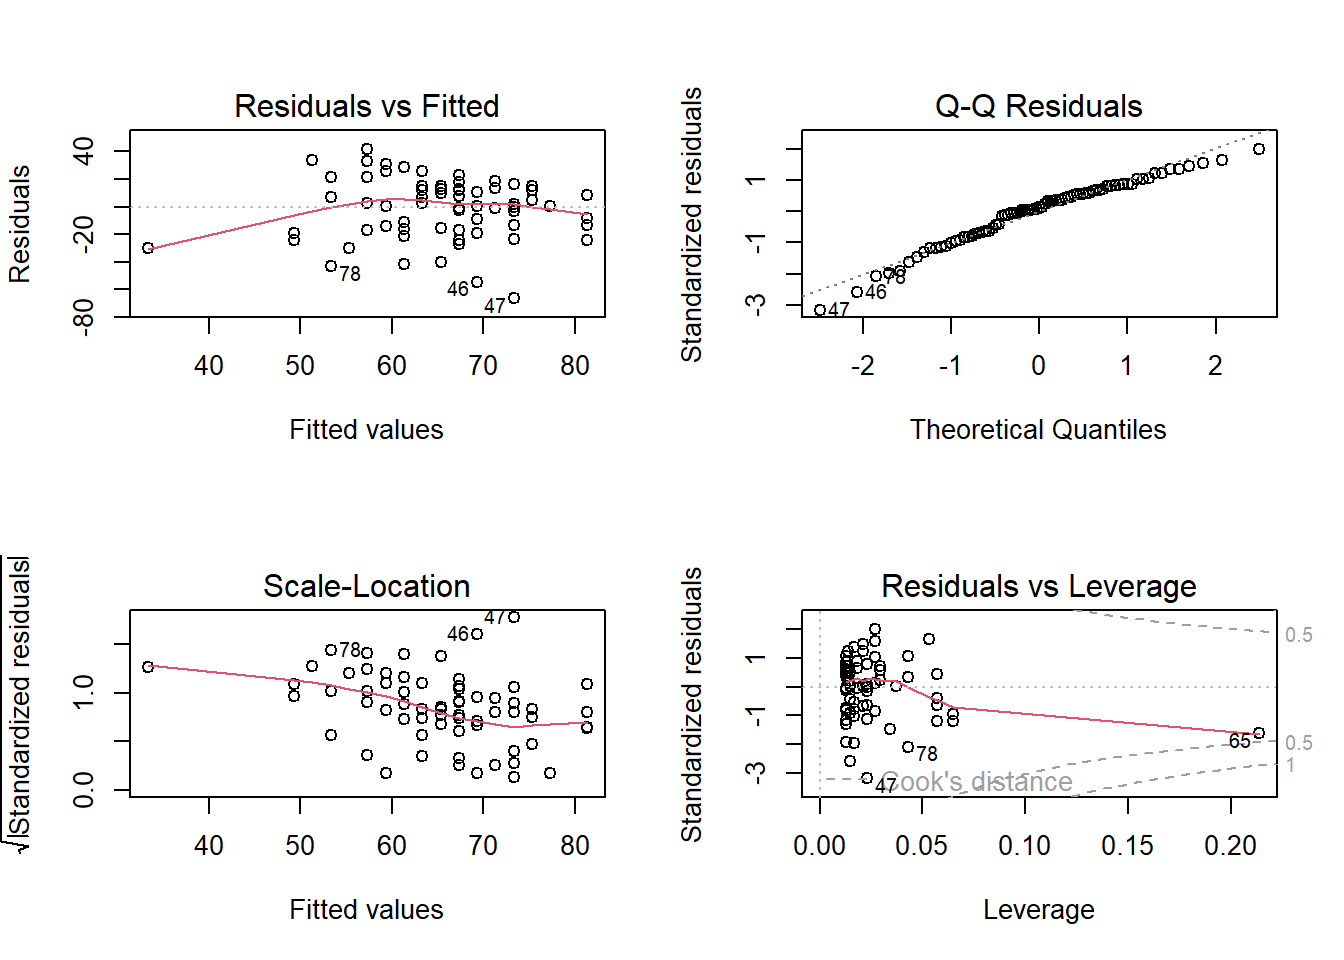 Residuals vs Fitted
Residuals
40
-20
-80
78
46
47
40 50 60 70 80
Fitted values
Q-Q Residuals
Standardized residuals
1
-1
-3
78
46
47
-2 -1 0 1 2
Theoretical Quantiles
Scale-Location
√|Standardized residuals|
1.0
0.0
47
46
78
40 50 60 70 80
Fitted values
Residuals vs Leverage
Standardized residuals
1
-1
-3
0.5
65
0.5
78
1
Cook's distance
47
0.00 0.05 0.10 0.15 0.20
Leverage